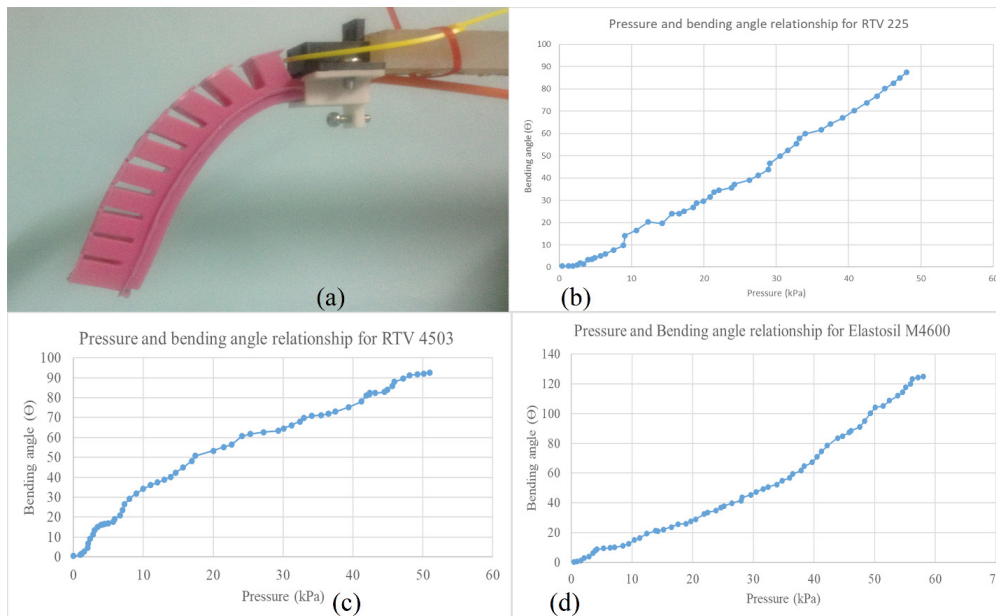 (a)
Pressure and bending angle relationship for RTV 225
Bending angle (Θ)
100
90
80
70
60
50
40
30
20
10
0
0 10 20 30 40 50 60
Pressure (kPa)
(b)
Pressure and bending angle relationship for RTV 4503
Bending angle (Θ)
100
90
80
70
60
50
40
30
20
10
0
0 10 20 30 40 50 60
Pressure (kPa)
(c)
Pressure and Bending angle relationship for Elastosil M4600
Bending angle (Θ)
140
120
100
80
60
40
20
0
0 10 20 30 40 50 60
Pressure (kPa)
(d)